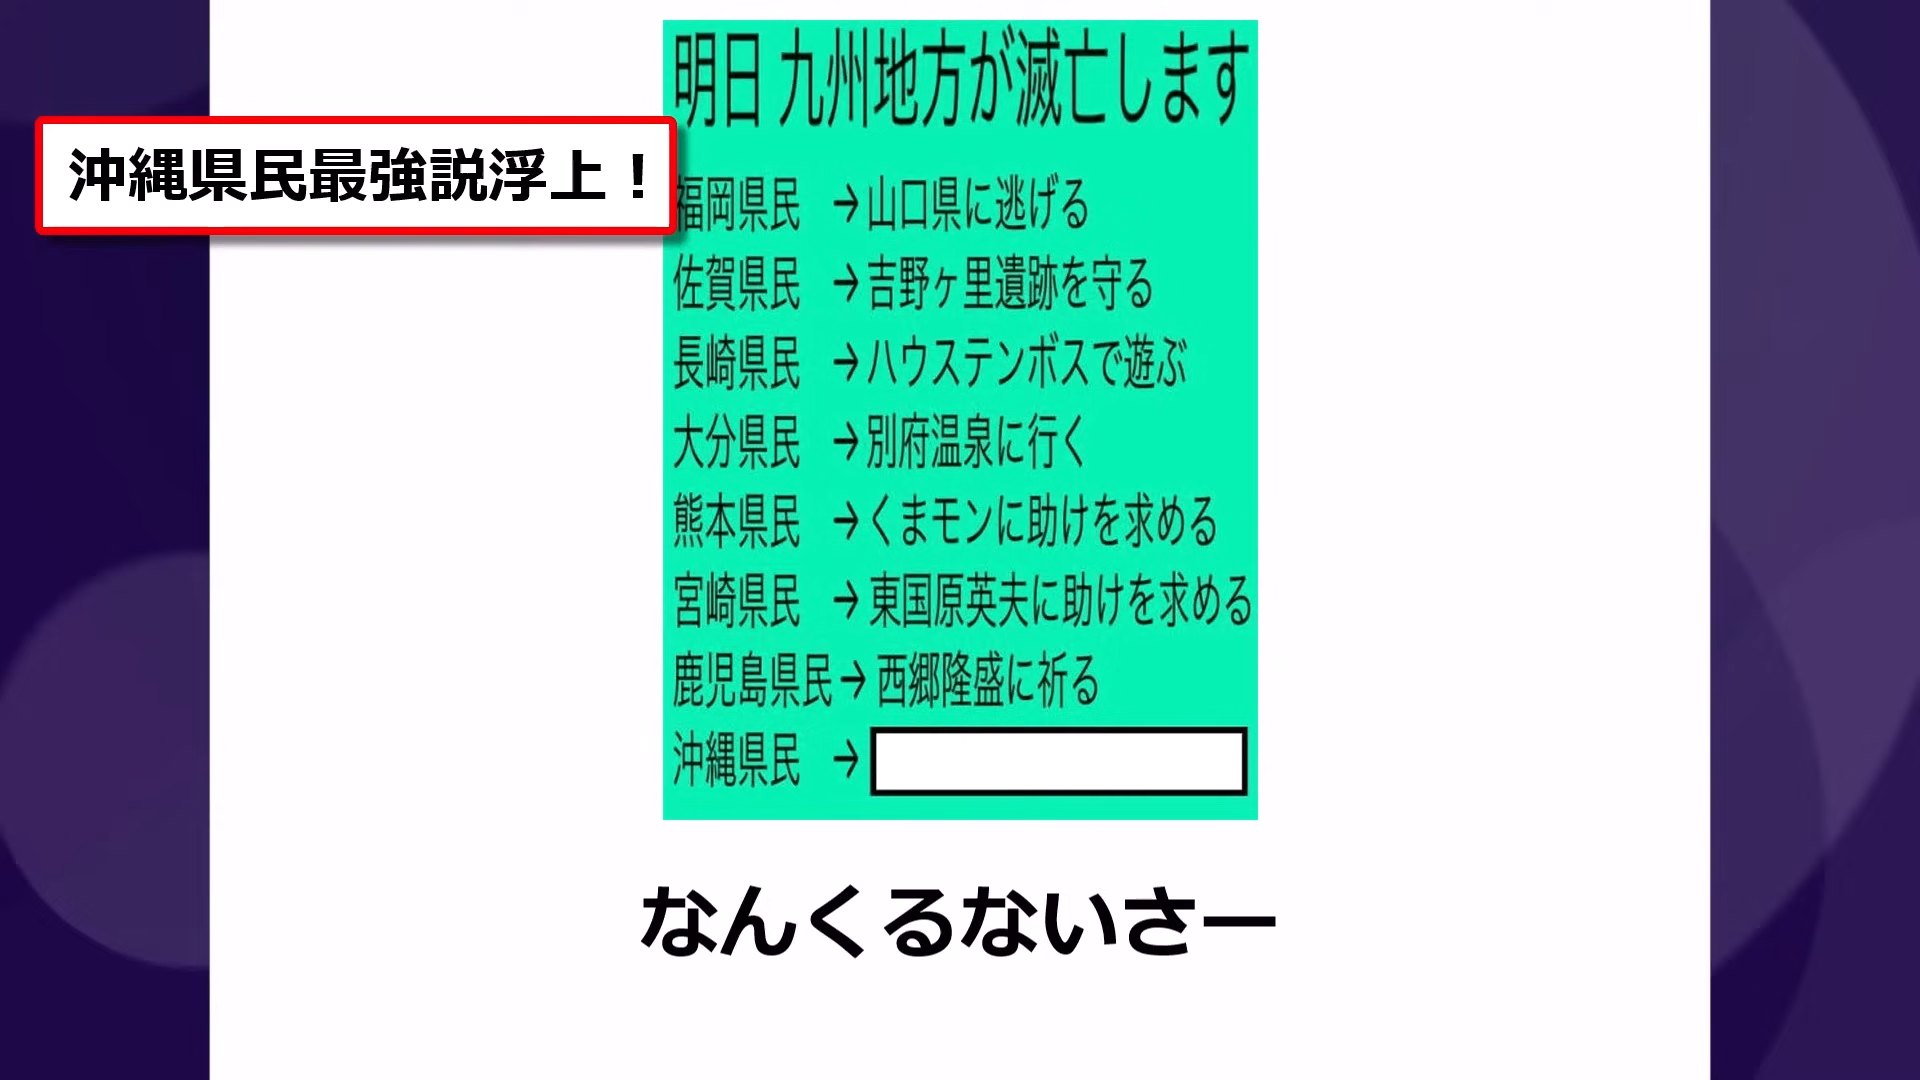 沖縄県民最強説浮上！
明日 九州地方が滅亡します
福岡県民 →山口県に逃げる
佐賀県民 →吉野ヶ里遺跡を守る
長崎県民 →ハウステンボスで遊ぶ
大分県民 →別府温泉に行く
熊本県民 →くまモンに助けを求める
宮崎県民 →東国原英夫に助けを求める
鹿児島県民→西郷隆盛に祈る
沖縄県民 →
なんくるないさー